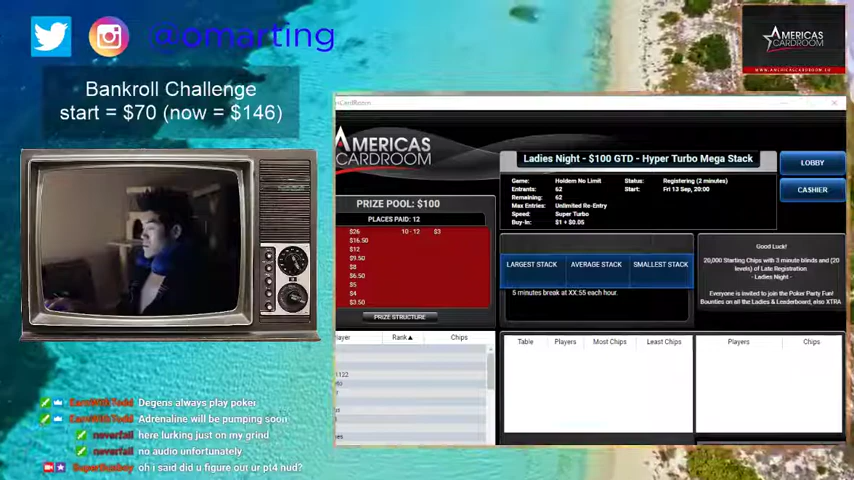 @omarting
AMERICAS
CARDROOM
WWW.AMERICASCARDROOM.EU
Bankroll Challenge
start = $70 (now = $146)
AMERICAS
CARDROOM
Ladies Night - $100 GTD - Hyper Turbo Mega Stack
LOBBY
CASHIER
Game: Holdem No Limit
Entrants: 62
Remaining: 62
Max Entries: Unlimited Re-Entry
Speed: Super Turbo
Buy-In: $1 + $0.05
Status: Registering (2 minutes)
Start: Fri 13 Sep, 20:00
PRIZE POOL: $100
PLACES PAID: 12
$26 10 - 12 $3
$16.50
$12
$9.50
$8
$6.50
$5
$4
$3.50
PRIZE STRUCTURE
LARGEST STACK AVERAGE STACK SMALLEST STACK
5 minutes break at XX:55 each hour.
Good Luck!
20,000 Starting Chips with 3 minute blinds and (20
levels) of Late Registration
- Ladies Night -
Everyone is invited to join the Poker Party Fun!
Bounties on all the Ladies & Leaderboard, also XTRA
layer Rank▲ Chips
1122
Table Players Most Chips Least Chips
Players Chips
Degens always play poker
Adrenaline will be pumping soon
neverfail here lurking just on my grind
neverfail no audio unfortunately
oh i said did u figure out ur pt4 hud?